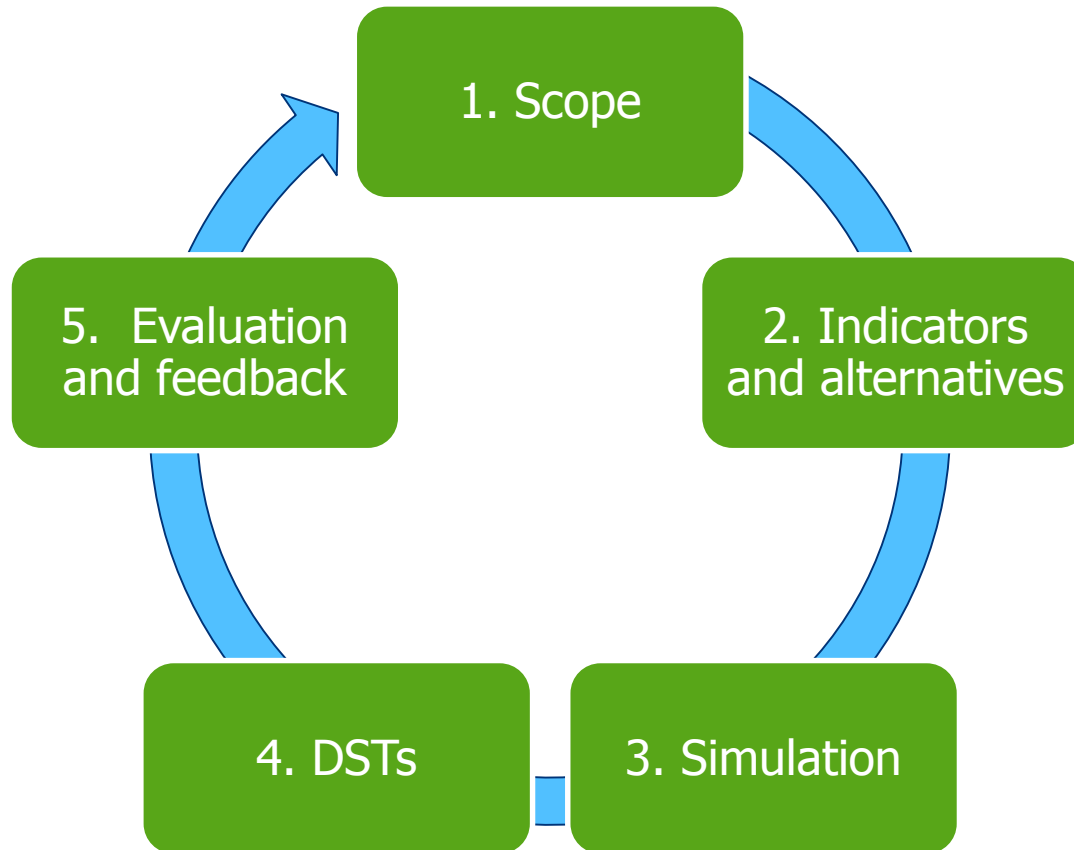 1. Scope
2. Indicators
and alternatives
3. Simulation
4. DSTs
5. Evaluation
and feedback